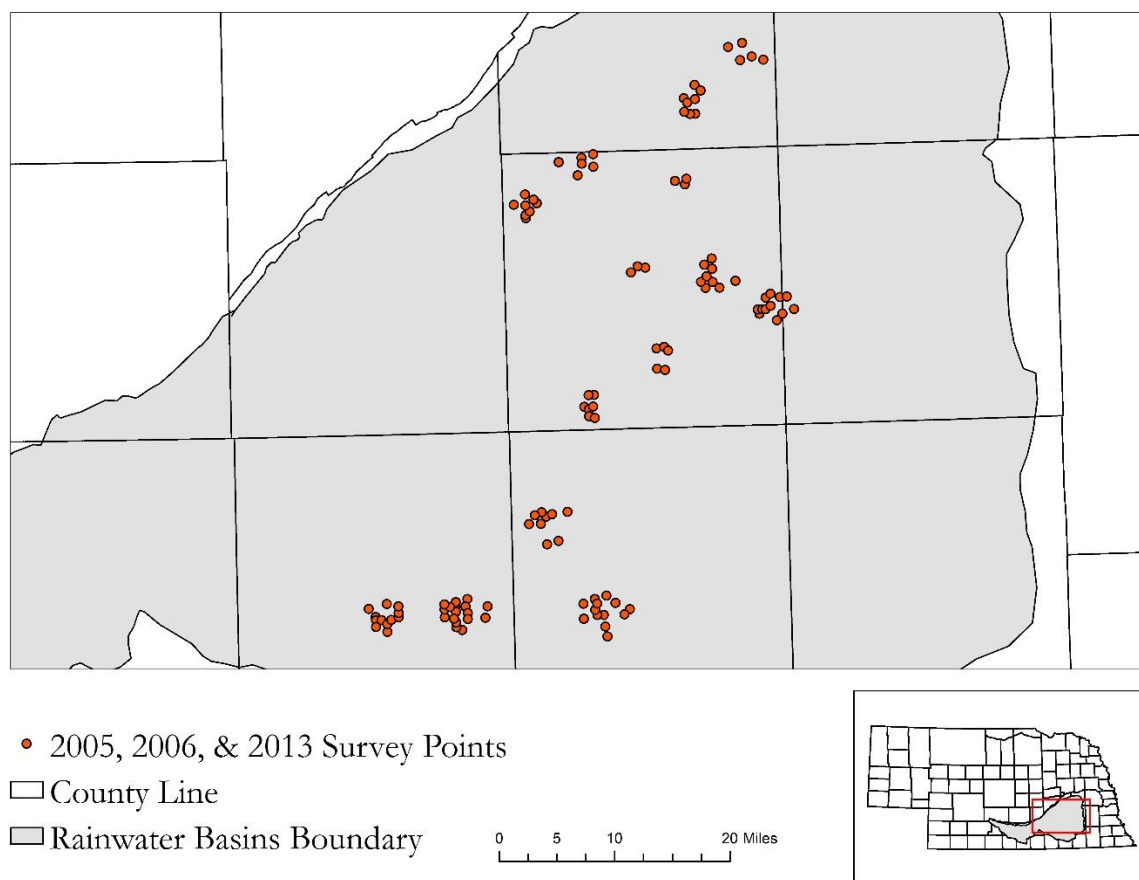 2005, 2006, & 2013 Survey Points
County Line
Rainwater Basins Boundary
0 5 10 20 Miles